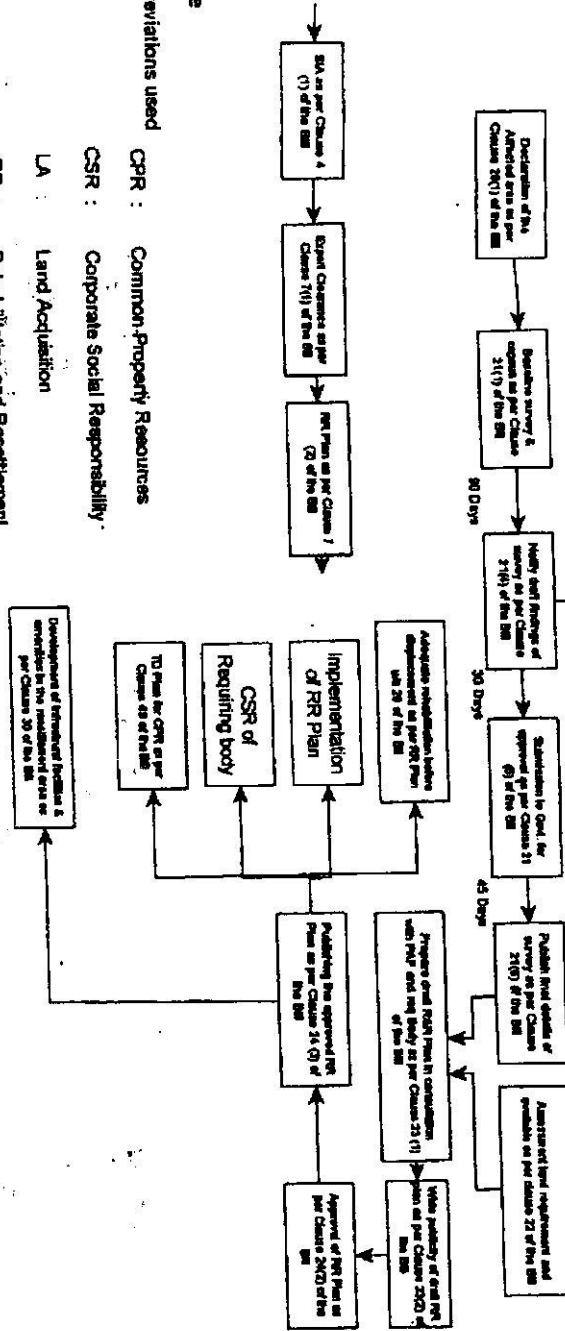 SIA as per Clause 4
(1) of the Bill
Expert Clearance as per
Clause 7(1) of the Bill
RR Plan as per Clause 7
(2) of the Bill
Declaration of the
Affected area as per
Clause 20(1) of the Bill
Baseline survey &
census as per Clause
21(1) of the Bill
90 Days
Notify draft findings of
survey as per Clause
21(4) of the Bill
30 Days
Submission to Govt. for
approval as per Clause 21
of the Bill
45 Days
Publish final details of
survey as per Clause
of the Bill
Assessment land requirement and
available as per clause 22 of the Bill
Prepare draft R&R Plan in consultation
with PAF and req Body as per Clause 23 (1)
of the Bill
Wide publicity of draft RR
plan as per Clause 23(2) of
the Bill
Approval of RR Plan as
per Clause 24(2) of the
Bill
Publishing the approved RR
Plan as per Clause 24 (3) of
the Bill
Adequate rehabilitation before
displacement as per RR Plan
of the Bill
Implementation
of RR Plan
CSR of
Requiring body
TD Plan for CPR as per
Clause of the Bill
Development of infrastructural facilities &
amenities in the resettlement area as
per Clause 30 of the Bill
e
eviations used
CPR : Common-Property Resources
CSR : Corporate Social Responsibility
LA : Land Acquisition
and Resettlement